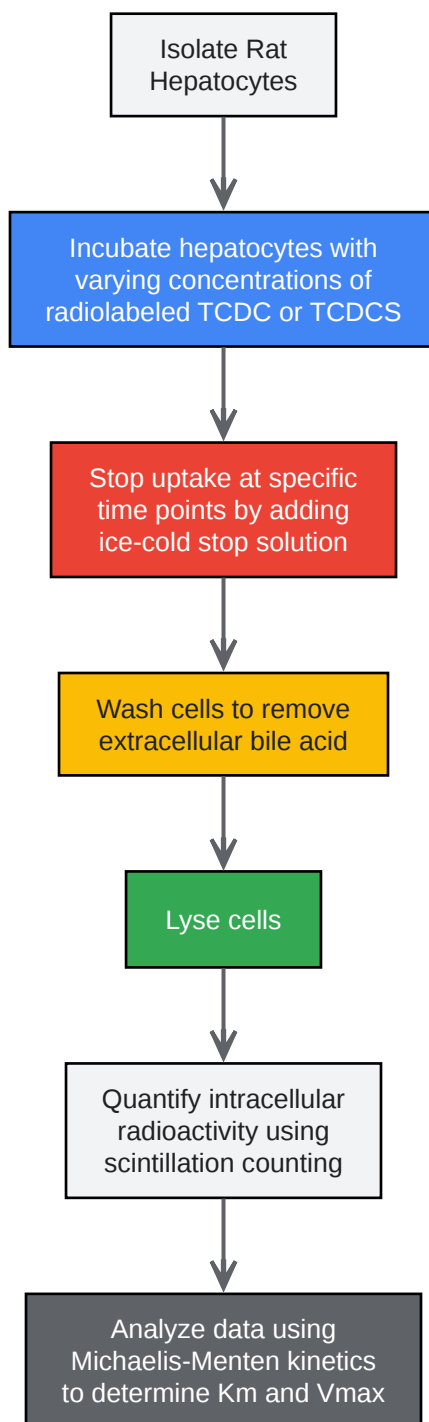 Isolate Rat
Hepatocytes
Incubate hepatocytes with
varying concentrations of
radiolabeled TCDC or TCDCS
Stop uptake at specific
time points by adding
ice-cold stop solution
Wash cells to remove
extracellular bile acid
Lyse cells
Quantify intracellular
radioactivity using
scintillation counting
Analyze data using
Michaelis-Menten kinetics
to determine Km and Vmax